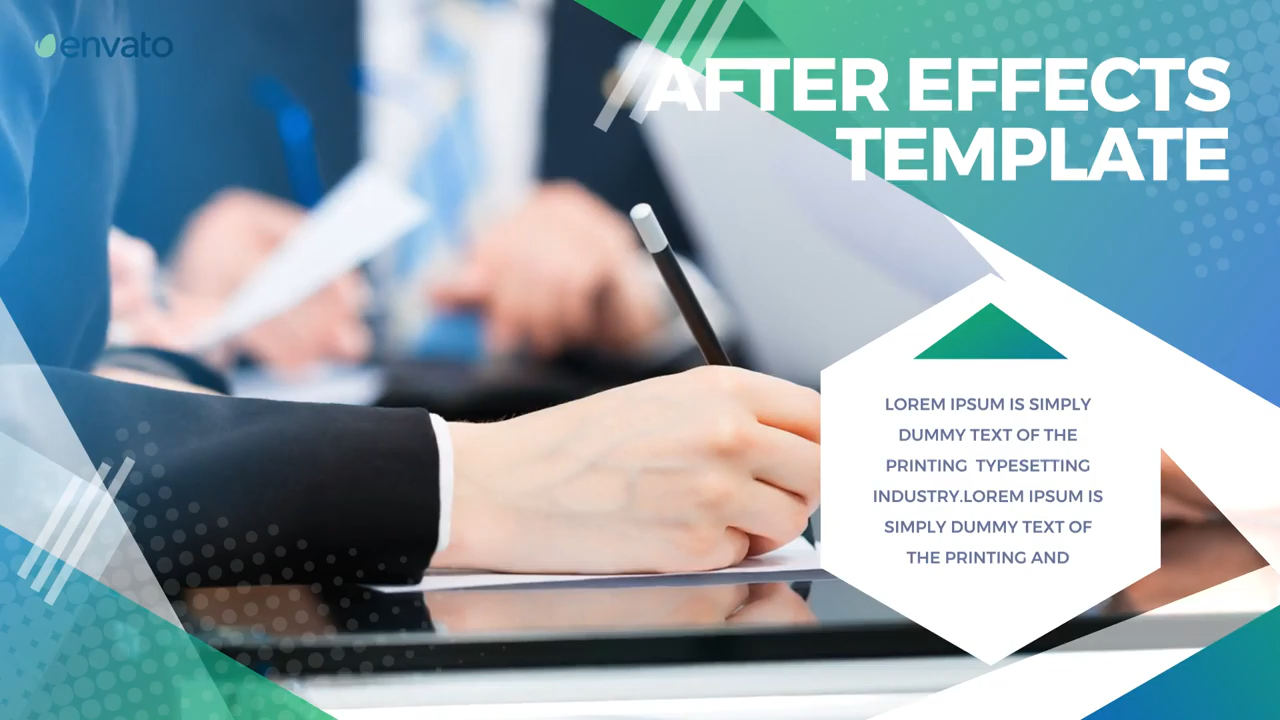 envato
AFTER EFFECTS
TEMPLATE
LOREM IPSUM IS SIMPLY
DUMMY TEXT OF THE
PRINTING  TYPESETTING
INDUSTRY.LOREM IPSUM IS
SIMPLY DUMMY TEXT OF
THE PRINTING AND